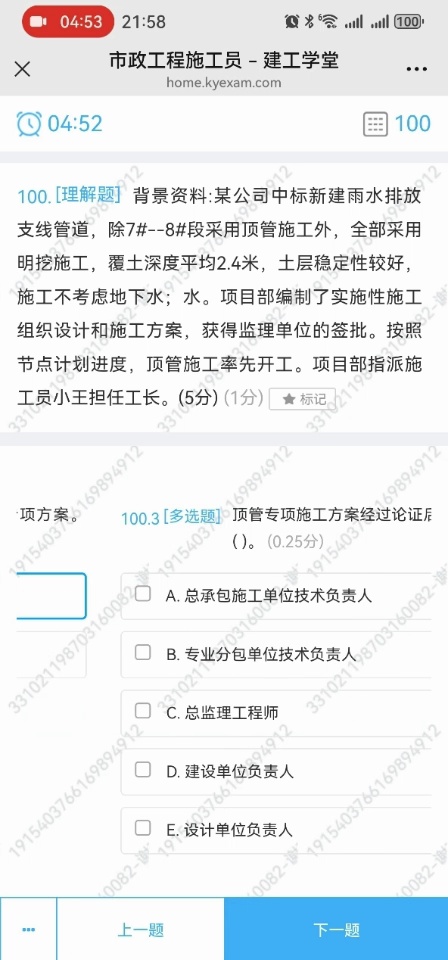 04:53 21:58 100
市政工程施工员 – 建工学堂
home.kyexam.com
04:52 100
100. [理解题] 背景资料:某公司中标新建雨水排放
支线管道，除7#--8#段采用顶管施工外，全部采用
明挖施工，覆土深度平均2.4米，土层稳定性较好，
施工不考虑地下水；水。项目部编制了实施性施工
组织设计和施工方案，获得监理单位的签批。按照
节点计划进度，顶管施工率先开工。项目部指派施
工员小王担任工长。(5分) (1分) ★ 标记
项方案。
100.3 [多选题] 顶管专项施工方案经过论证后
( )。 (0.25分)
A. 总承包施工单位技术负责人
B. 专业分包单位技术负责人
C. 总监理工程师
D. 建设单位负责人
E. 设计单位负责人
... 上一题 下一题